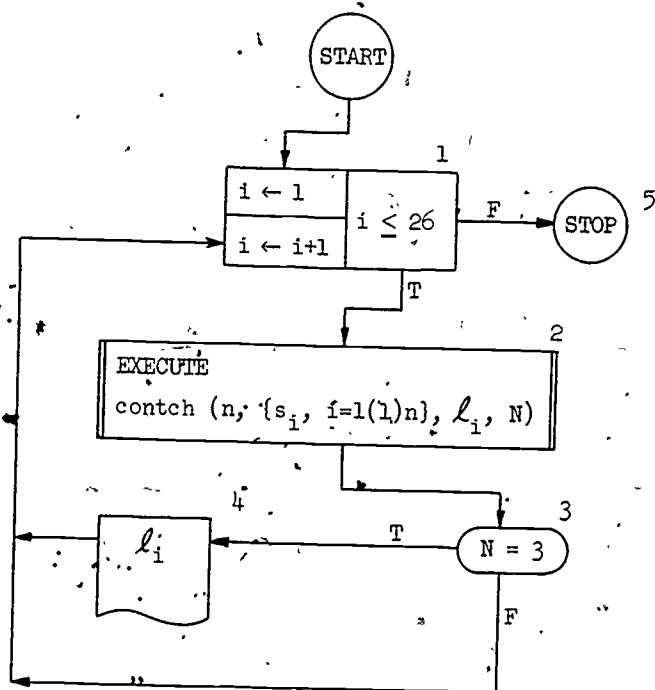 START
1
i ← 1
i ← i+1
i ≤ 26
F
STOP
5
T
2
EXECUTE
contch (n, {s_i, i=1(1)n}, ℓ_i, N)
4
ℓ_i
T
3
N = 3
F